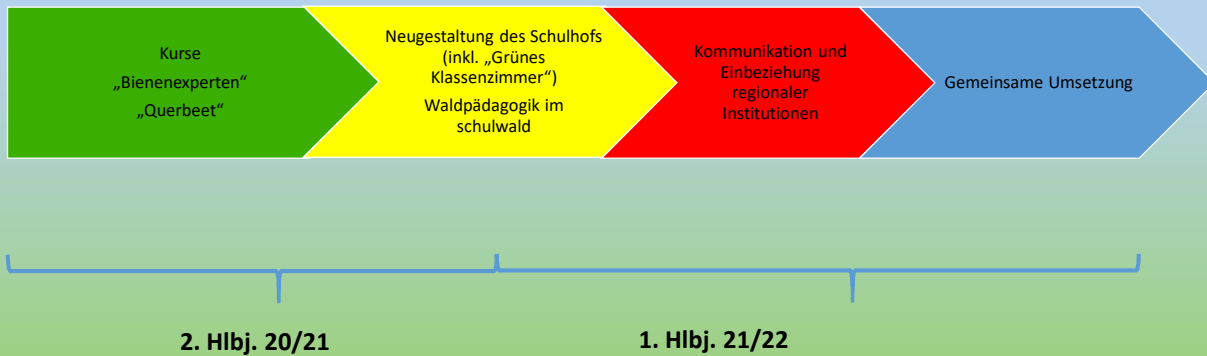 Kurse
„Bienenexperten“
„Querbeet“
Neugestaltung des Schulhofs
(inkl. „Grünes
Klassenzimmer“)
Waldpädagogik im
schulwald
Kommunikation und
Einbeziehung
regionaler
Institutionen
Gemeinsame Umsetzung
2. Hlbj. 20/21
1. Hlbj. 21/22